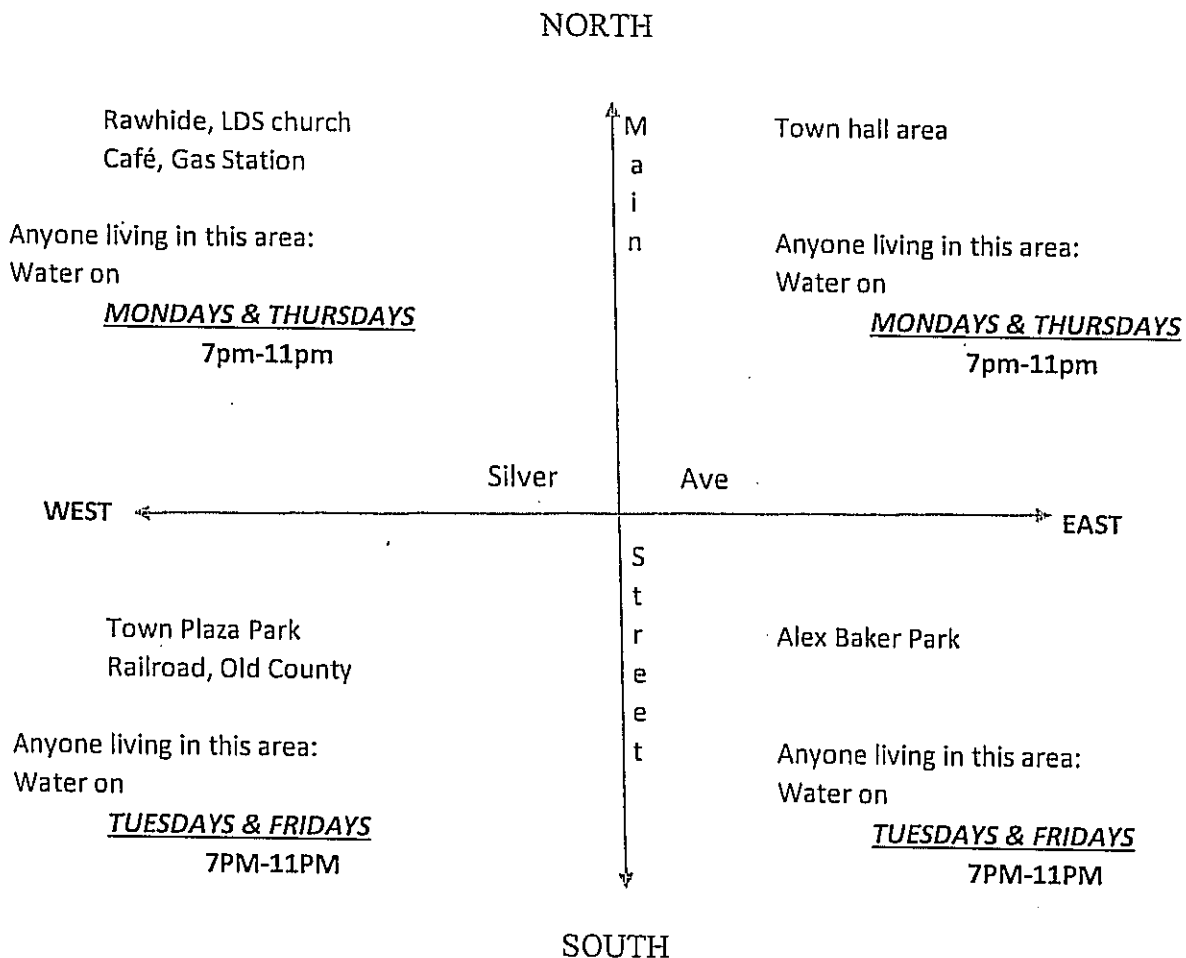 NORTH
Rawhide, LDS church
Café, Gas Station
Anyone living in this area:
Water on
MONDAYS & THURSDAYS
7pm-11pm
Main
Town hall area
Anyone living in this area:
Water on
MONDAYS & THURSDAYS
7pm-11pm
Silver Ave
WEST
EAST
Town Plaza Park
Railroad, Old County
Anyone living in this area:
Water on
TUESDAYS & FRIDAYS
7PM-11PM
Street
Alex Baker Park
Anyone living in this area:
Water on
TUESDAYS & FRIDAYS
7PM-11PM
SOUTH